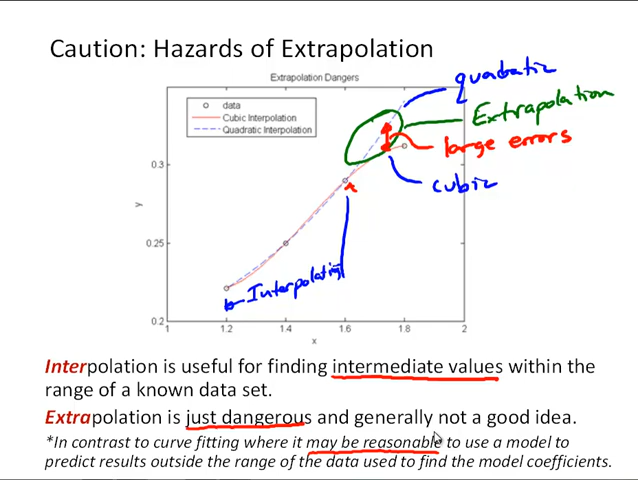 Caution: Hazards of Extrapolation
Extrapolation Dangers
quadratic
data
Cubic Interpolation
Quadratic Interpolation
Extrapolation
large errors
cubic
0.3
y
0.25
Interpolation
0.2
1 1.2 1.4 1.6 1.8 2
x
Interpolation is useful for finding intermediate values within the
range of a known data set.
Extrapolation is just dangerous and generally not a good idea.
*In contrast to curve fitting where it may be reasonable to use a model to
predict results outside the range of the data used to find the model coefficients.